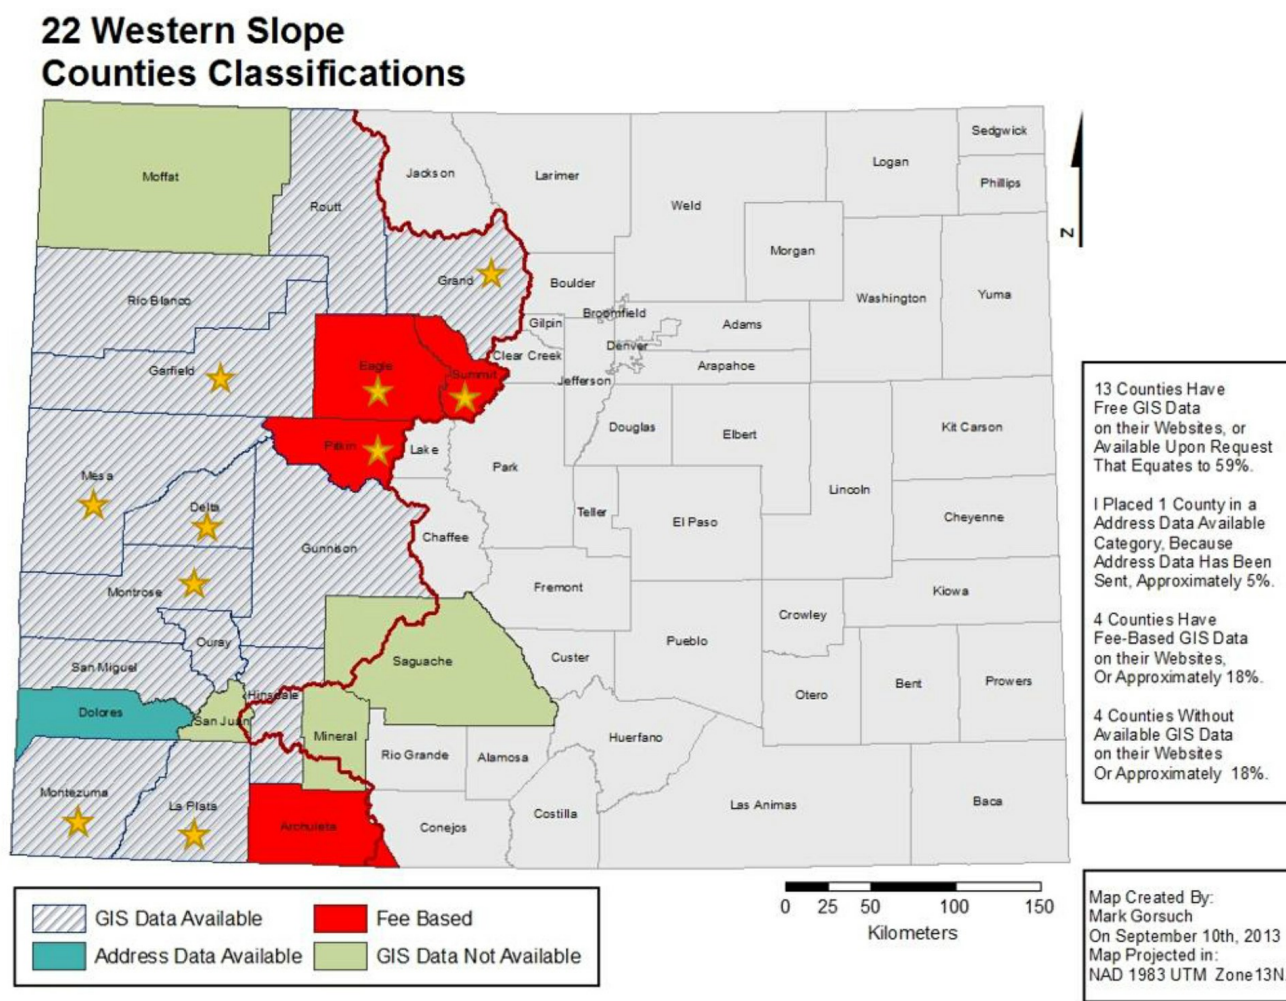 22 Western Slope
Counties Classifications
Sedgwick
Logan
Jackson
Larimer
Moffat
Phillips
Routt
Weld
N
Morgan
Grand
Boulder
Yuma
Rio Blanco
Washington
Broomfield
Gilpin
Adams
Denver
Clear Creek
Eagle
Arapahoe
Garfield
Summit
Jefferson
Douglas
Kit Carson
Elbert
Pitkin
Lake
Park
Mesa
Lincoln
Delta
Teller
Cheyenne
El Paso
Chaffee
Gunnison
Fremont
Montrose
Kiowa
Crowley
Ouray
Pueblo
Custer
Saguache
San Miguel
Prowers
Bent
Hinsdale
Otero
Dolores
San Juan
Mineral
Huerfano
Rio Grande
Alamosa
Montezuma
La Plata
Las Animas
Baca
Costilla
Archuleta
Conejos
13 Counties Have
Free GIS Data
on their Websites, or
Available Upon Request
That Equates to 59%.
I Placed 1 County in a
Address Data Available
Category, Because
Address Data Has Been
Sent, Approximately 5%.
4 Counties Have
Fee-Based GIS Data
on their Websites,
Or Approximately 18%.
4 Counties Without
Available GIS Data
on their Websites
Or Approximately 18%.
GIS Data Available
Fee Based
Address Data Available
GIS Data Not Available
0 25 50 100 150
Kilometers
Map Created By:
Mark Gorsuch
On September 10th, 2013
Map Projected in:
NAD 1983 UTM Zone13N